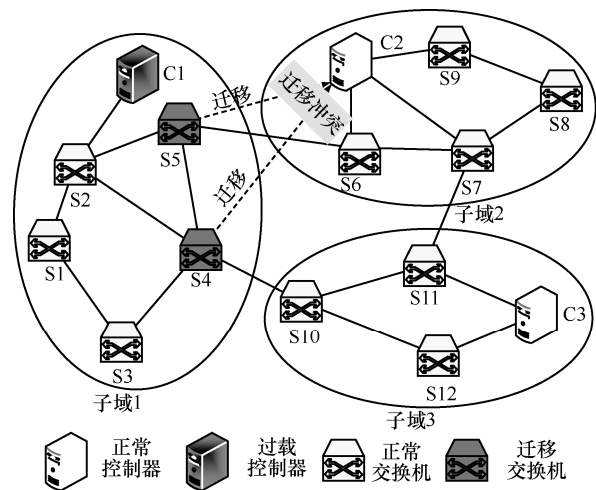 C1
C2
S9
迁移
迁移冲突
S8
S5
S2
S6
S7
迁移
子域2
S1
S4
S11
C3
S10
S3
S12
子域1
子域3
正常
控制器
过载
控制器
正常
交换机
迁移
交换机